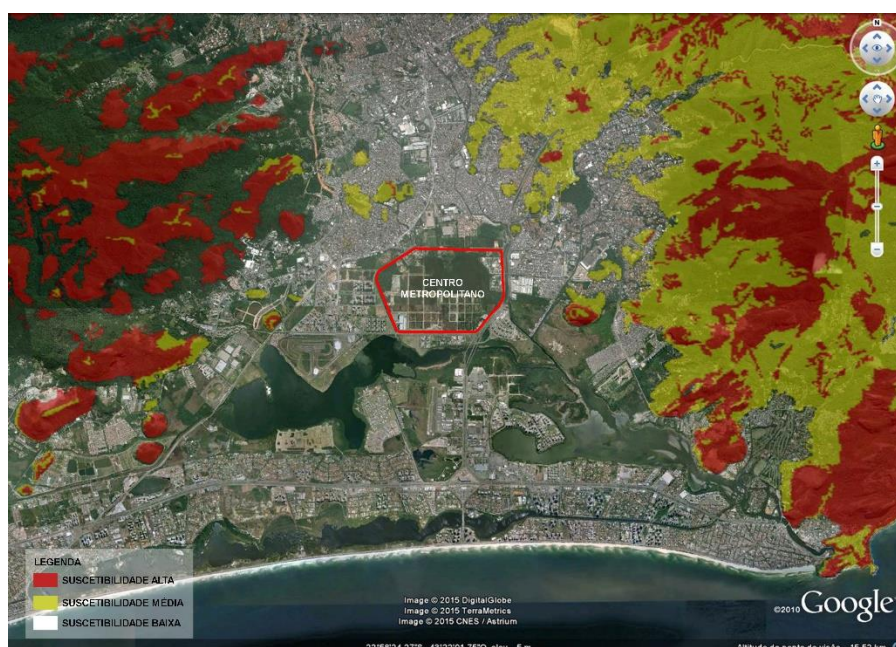 N
CENTRO
METROPOLITANO
LEGENDA
SUSCETIBILIDADE ALTA
SUSCETIBILIDADE MÉDIA
SUSCETIBILIDADE BAIXA
Image © 2015 DigitalGlobe
Image © 2015 TerraMetrics
Image © 2015 CNES / Astrium
©2010 Google